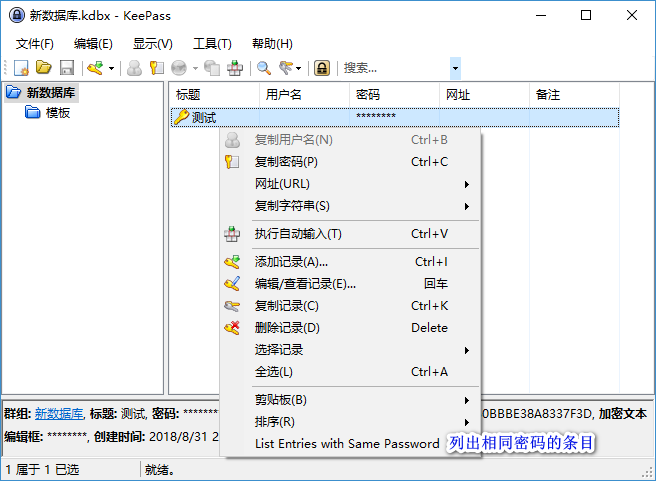 新数据库.kdbx - KeePass
文件(F) 编辑(E) 显示(V) 工具(T) 帮助(H)
搜索...
新数据库
模板
标题 用户名 密码 网址 备注
测试 ********
复制用户名(N) Ctrl+B
复制密码(P) Ctrl+C
网址(URL)
复制字符串(S)
执行自动输入(T) Ctrl+V
添加记录(A)... Ctrl+I
编辑/查看记录(E)... 回车
复制记录(C) Ctrl+K
删除记录(D) Delete
选择记录
全选(L) Ctrl+A
剪贴板(B)
排序(R)
List Entries with Same Password 列出相同密码的条目
群组: 新数据库, 标题: 测试, 密码: ******** 0BBBE38A8337F3D, 加密文本
编辑框: ********, 创建时间: 2018/8/31 2
1 属于 1 已选 就绪。